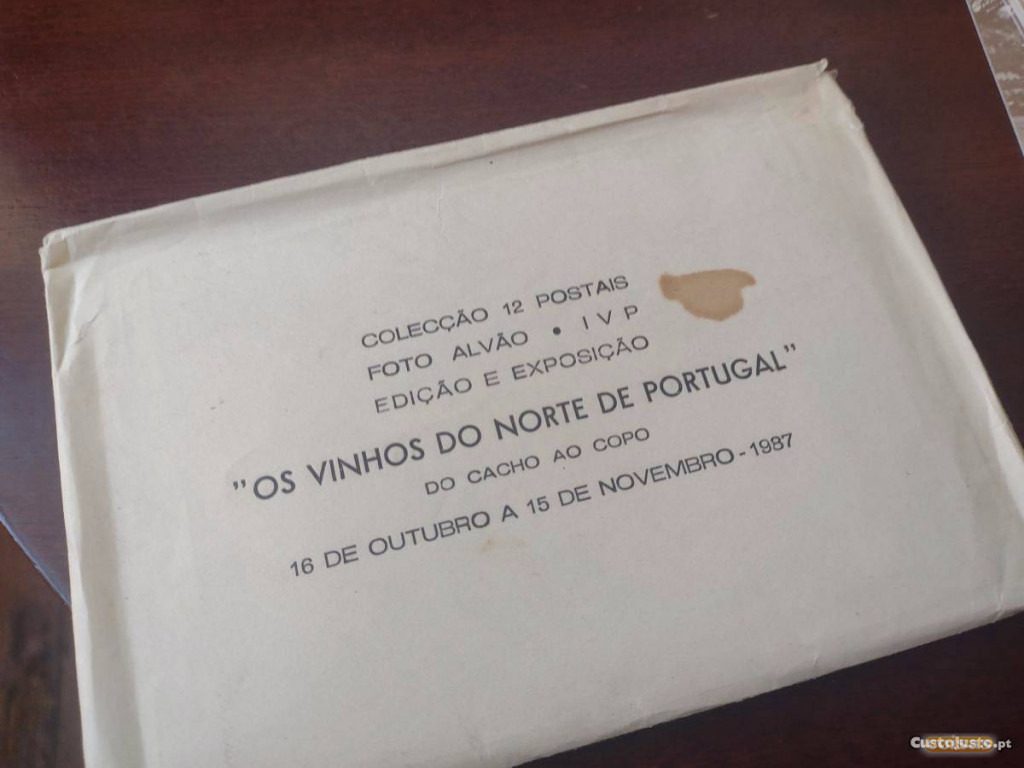 COLECÇÃO 12 POSTAIS
FOTO ALVÃO • I V P
EDIÇÃO E EXPOSIÇÃO
"OS VINHOS DO NORTE DE PORTUGAL"
DO CACHO AO COPO
16 DE OUTUBRO A 15 DE NOVEMBRO - 1987
CustoJusto.pt